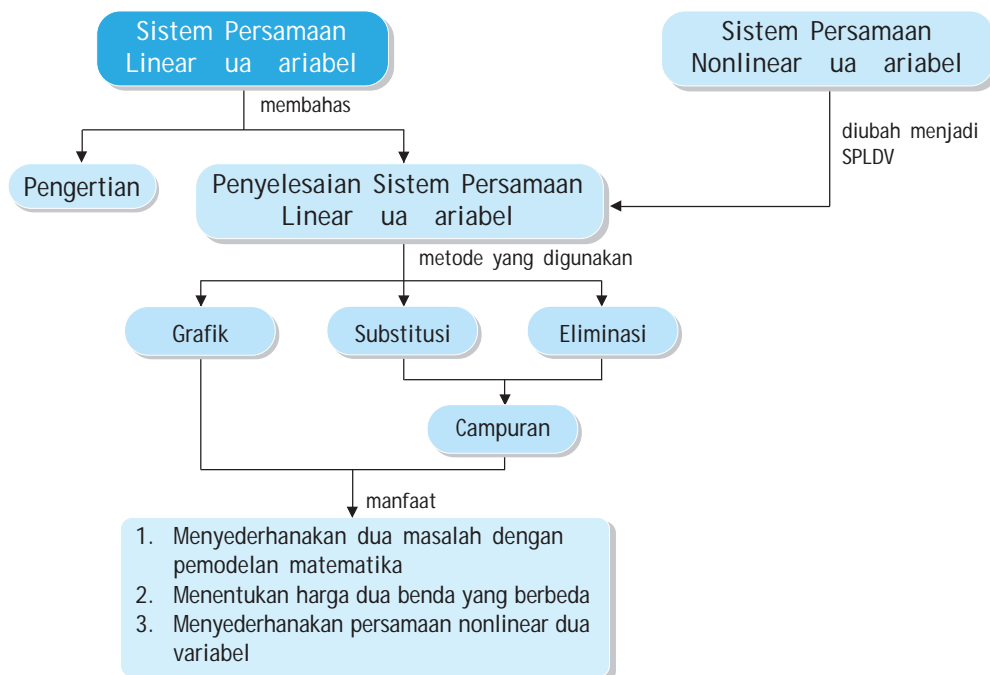 Sistem Persamaan
Linear ua ariabel
Sistem Persamaan
Nonlinear ua ariabel
membahas
diubah menjadi
SPLDV
Pengertian
Penyelesaian Sistem Persamaan
Linear ua ariabel
metode yang digunakan
Grafik
Substitusi
Eliminasi
Campuran
manfaat
1. Menyederhanakan dua masalah dengan
pemodelan matematika
2. Menentukan harga dua benda yang berbeda
3. Menyederhanakan persamaan nonlinear dua
variabel